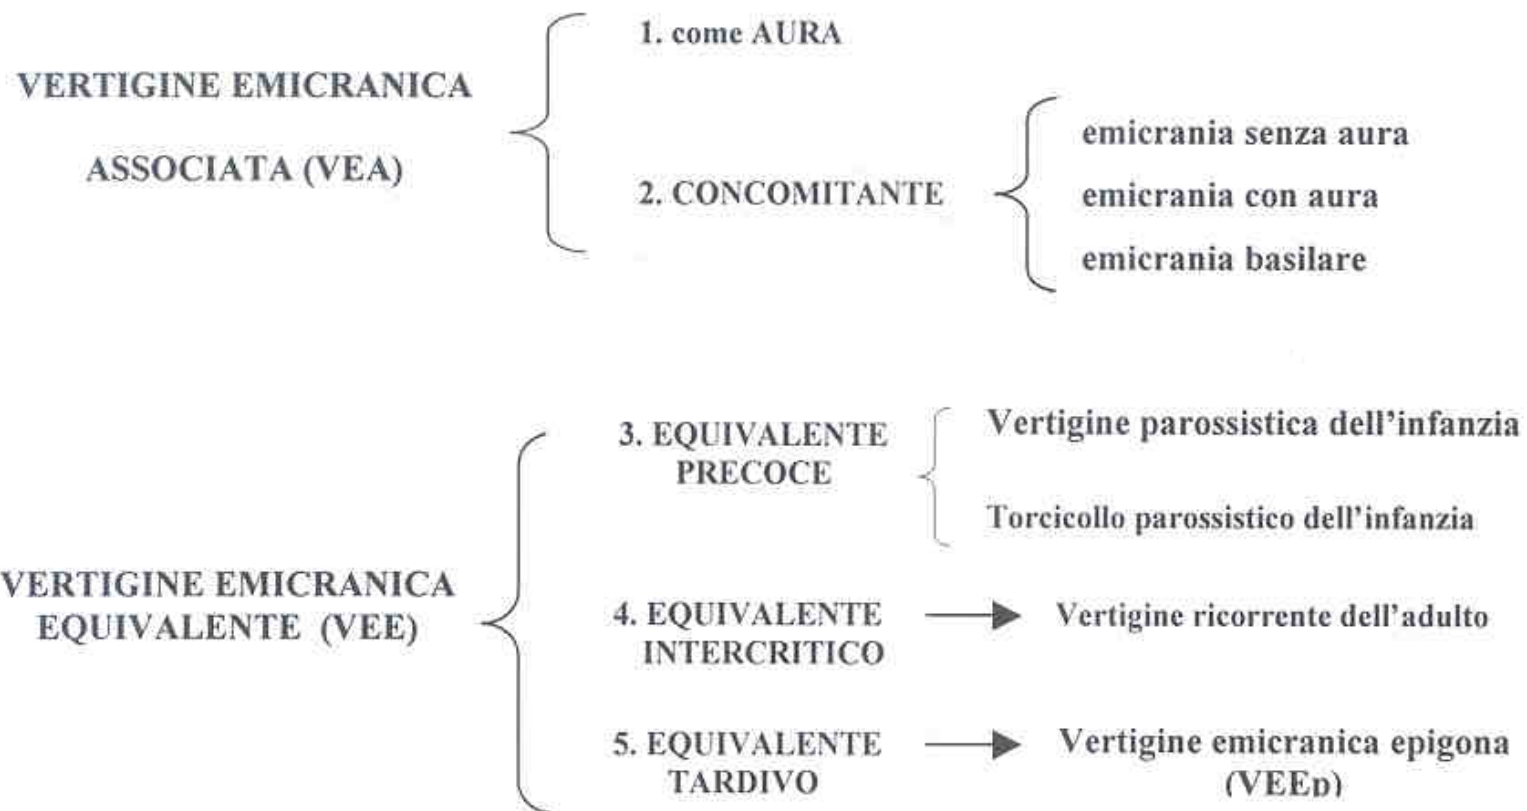 VERTIGINE EMICRANICA
ASSOCIATA (VEA)
1. come AURA
2. CONCOMITANTE
emicrania senza aura
emicrania con aura
emicrania basilare
VERTIGINE EMICRANICA
EQUIVALENTE (VEE)
3. EQUIVALENTE
PRECOCE
Vertigine parossistica dell'infanzia
Torcicollo parossistico dell'infanzia
4. EQUIVALENTE
INTERCRITICO
Vertigine ricorrente dell'adulto
5. EQUIVALENTE
TARDIVO
Vertigine emicranica epigona
(VEEp)